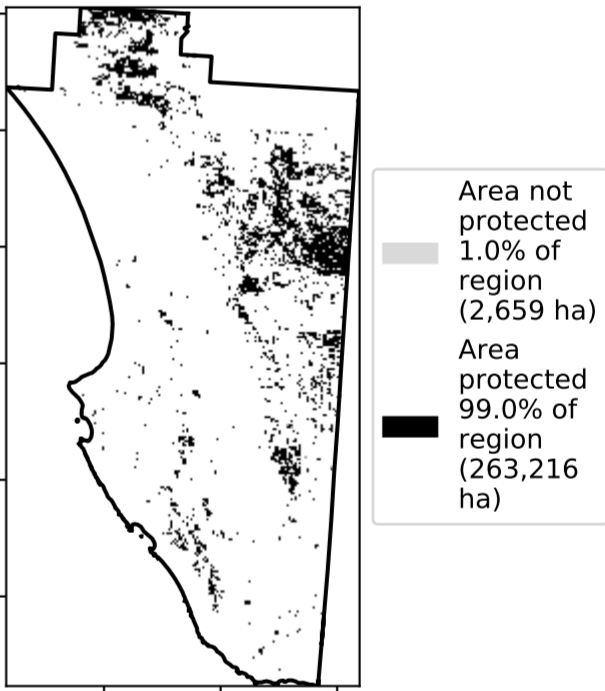 Area not
protected
1.0% of
region
(2,659 ha)
Area
protected
99.0% of
region
(263,216
ha)